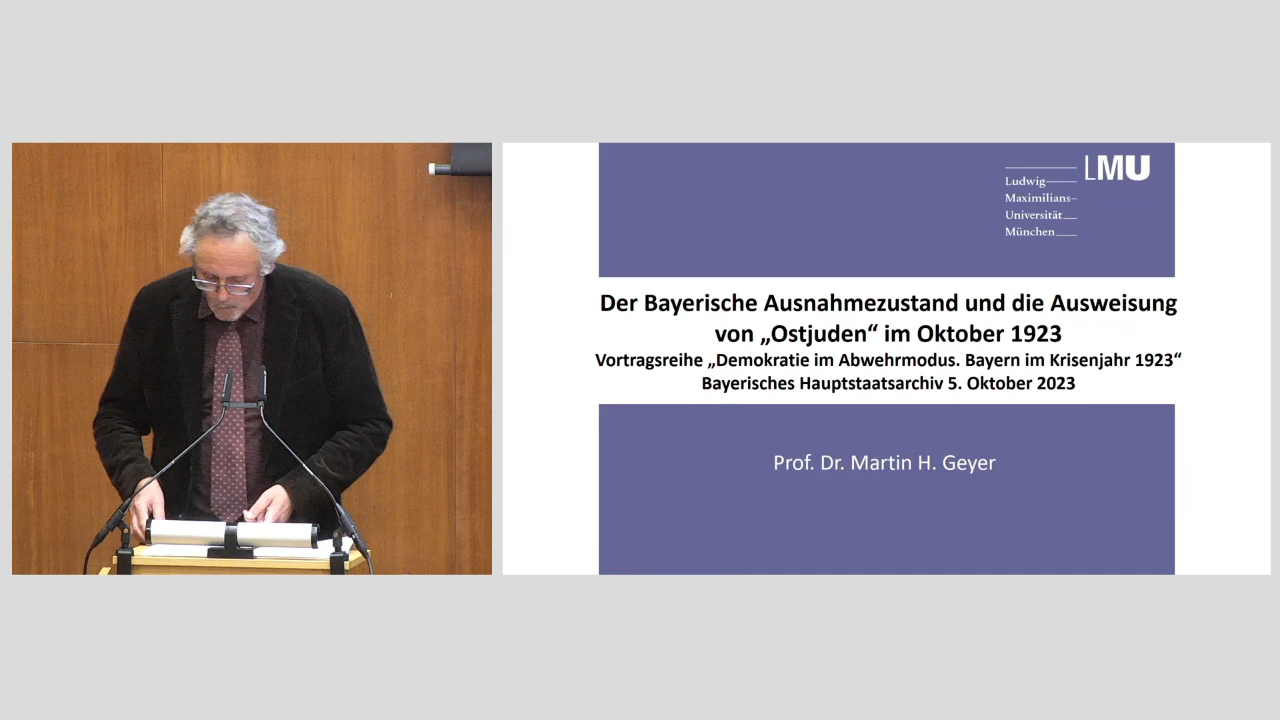 LMU
Ludwig
Maximilians
Universität
München
Der Bayerische Ausnahmezustand und die Ausweisung
von „Ostjuden“ im Oktober 1923
Vortragsreihe „Demokratie im Abwehrmodus. Bayern im Krisenjahr 1923“
Bayerisches Hauptstaatsarchiv 5. Oktober 2023
Prof. Dr. Martin H. Geyer